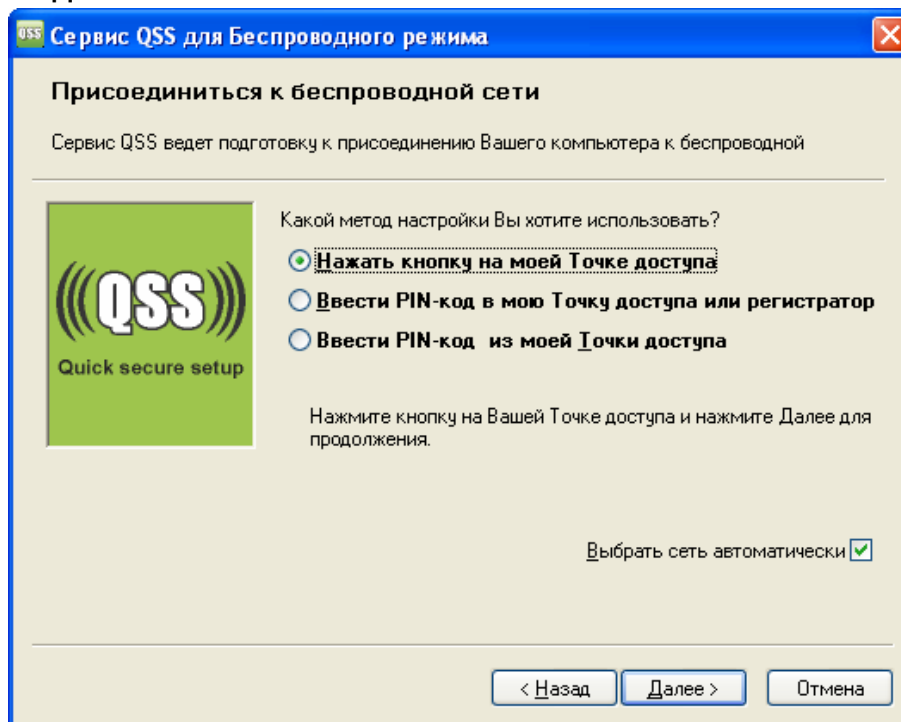 QSS Сервис QSS для Беспроводного режима
Присоединиться к беспроводной сети
Сервис QSS ведет подготовку к присоединению Вашего компьютера к беспроводной
Какой метод настройки Вы хотите использовать?
Нажать кнопку на моей Точке доступа
Ввести PIN-код в мою Точку доступа или регистратор
Ввести PIN-код из моей Точки доступа
(((QSS)))
Quick secure setup
Нажмите кнопку на Вашей Точке доступа и нажмите Далее для
продолжения.
Выбрать сеть автоматически
< Назад Далее > Отмена